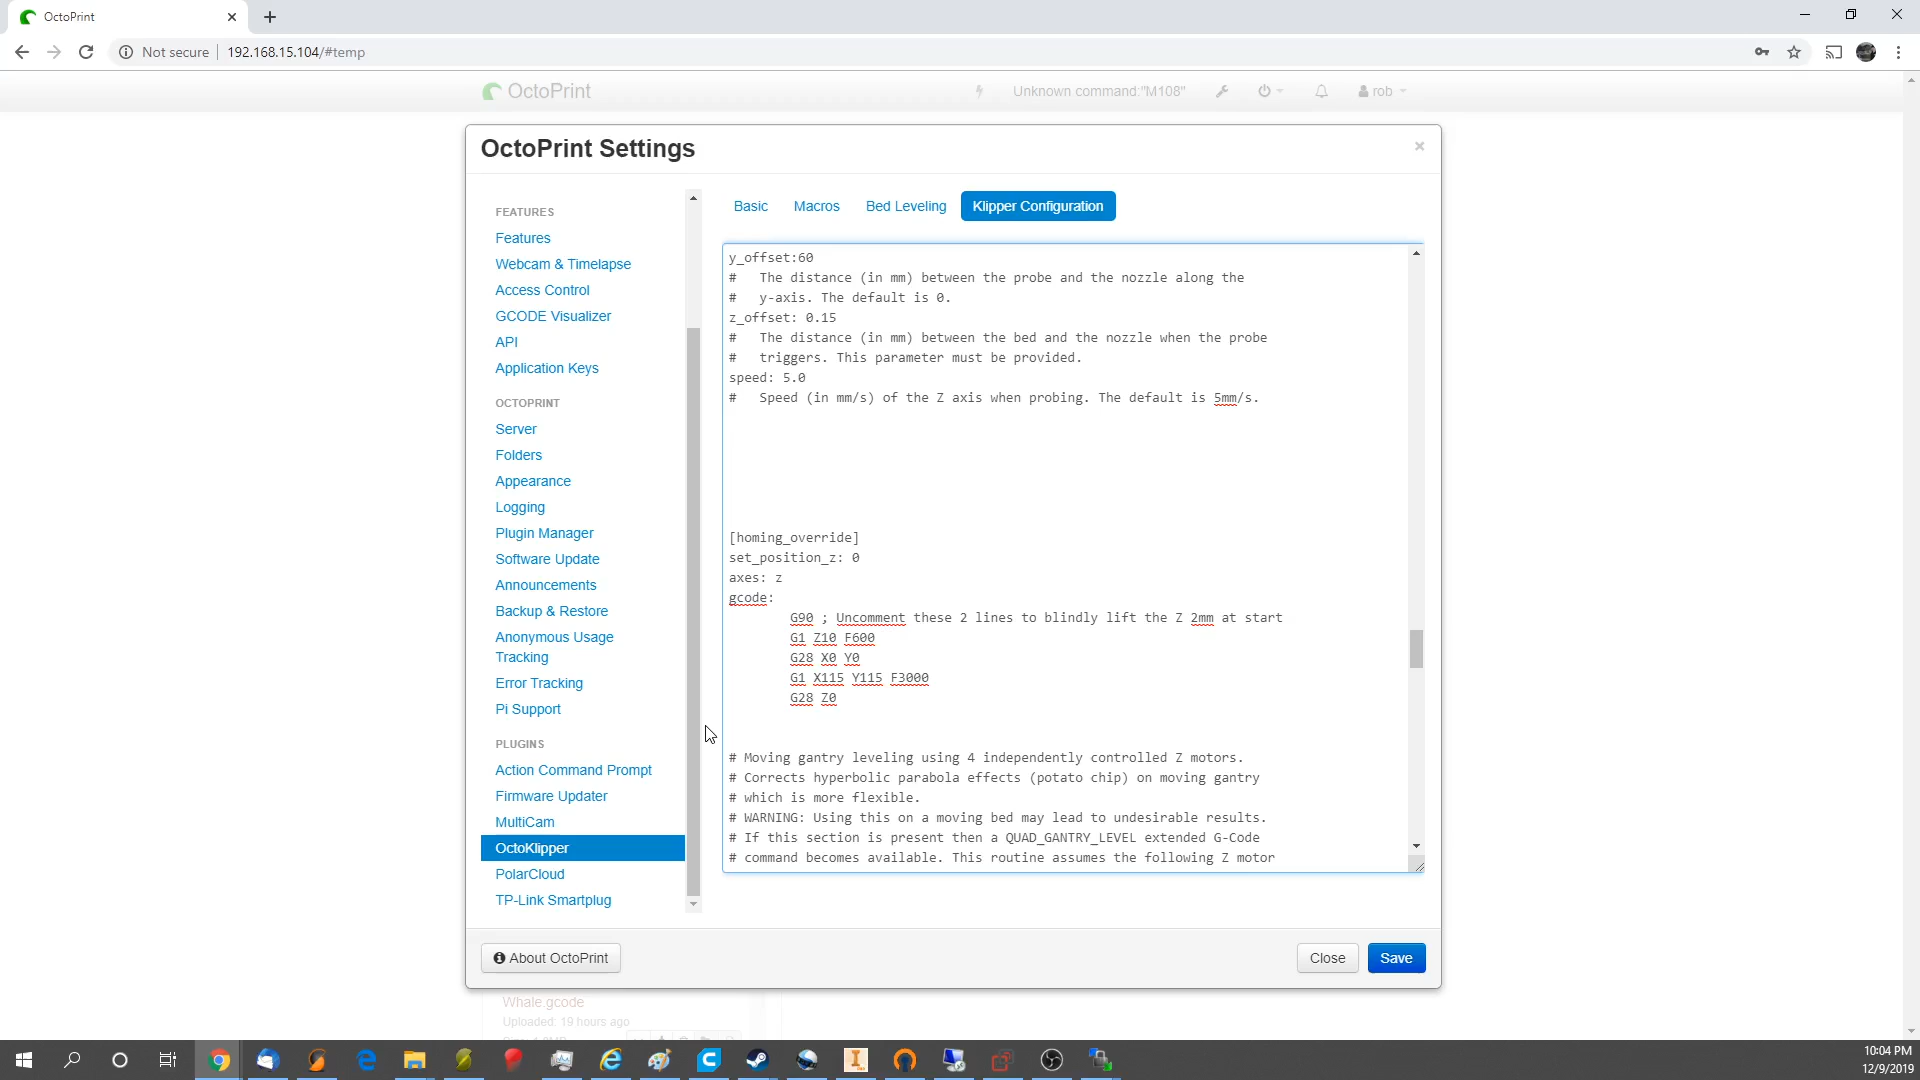 OctoPrint
Not secure
192.168.15.104/#temp
OctoPrint
Unknown command:"M108"
rob
OctoPrint Settings
×
FEATURES
Features
Webcam & Timelapse
Access Control
GCODE Visualizer
API
Application Keys
OCTOPRINT
Server
Folders
Appearance
Logging
Plugin Manager
Software Update
Announcements
Backup & Restore
Anonymous Usage
Tracking
Error Tracking
Pi Support
PLUGINS
Action Command Prompt
Firmware Updater
MultiCam
OctoKlipper
PolarCloud
TP-Link Smartplug
Basic
Macros
Bed Leveling
Klipper Configuration
y_offset:60
#   The distance (in mm) between the probe and the nozzle along the
#   y-axis. The default is 0.
z_offset: 0.15
#   The distance (in mm) between the bed and the nozzle when the probe
#   triggers. This parameter must be provided.
speed: 5.0
#   Speed (in mm/s) of the Z axis when probing. The default is 5mm/s.
[homing_override]
set_position_z: 0
axes: z
gcode:
G90 ; Uncomment these 2 lines to blindly lift the Z 2mm at start
G1 Z10 F600
G28 X0 Y0
G1 X115 Y115 F3000
G28 Z0
# Moving gantry leveling using 4 independently controlled Z motors.
# Corrects hyperbolic parabola effects (potato chip) on moving gantry
# which is more flexible.
# WARNING: Using this on a moving bed may lead to undesirable results.
# If this section is present then a QUAD_GANTRY_LEVEL extended G-Code
# command becomes available. This routine assumes the following Z motor
About OctoPrint
Close
Save
Whale.gcode
Uploaded: 19 hours ago
10:04 PM
12/9/2019